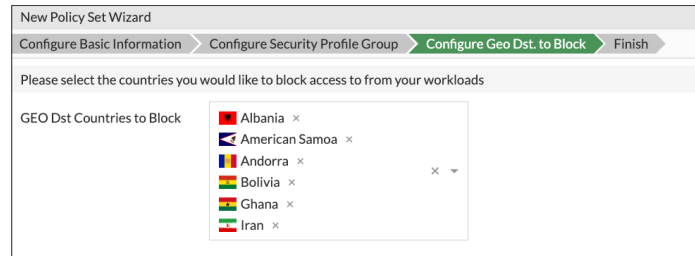 New Policy Set Wizard
Configure Basic Information Configure Security Profile Group Configure Geo Dst. to Block Finish
Please select the countries you would like to block access to from your workloads
GEO Dst Countries to Block
Albania ×
American Samoa ×
Andorra ×
Bolivia ×
Ghana ×
Iran ×